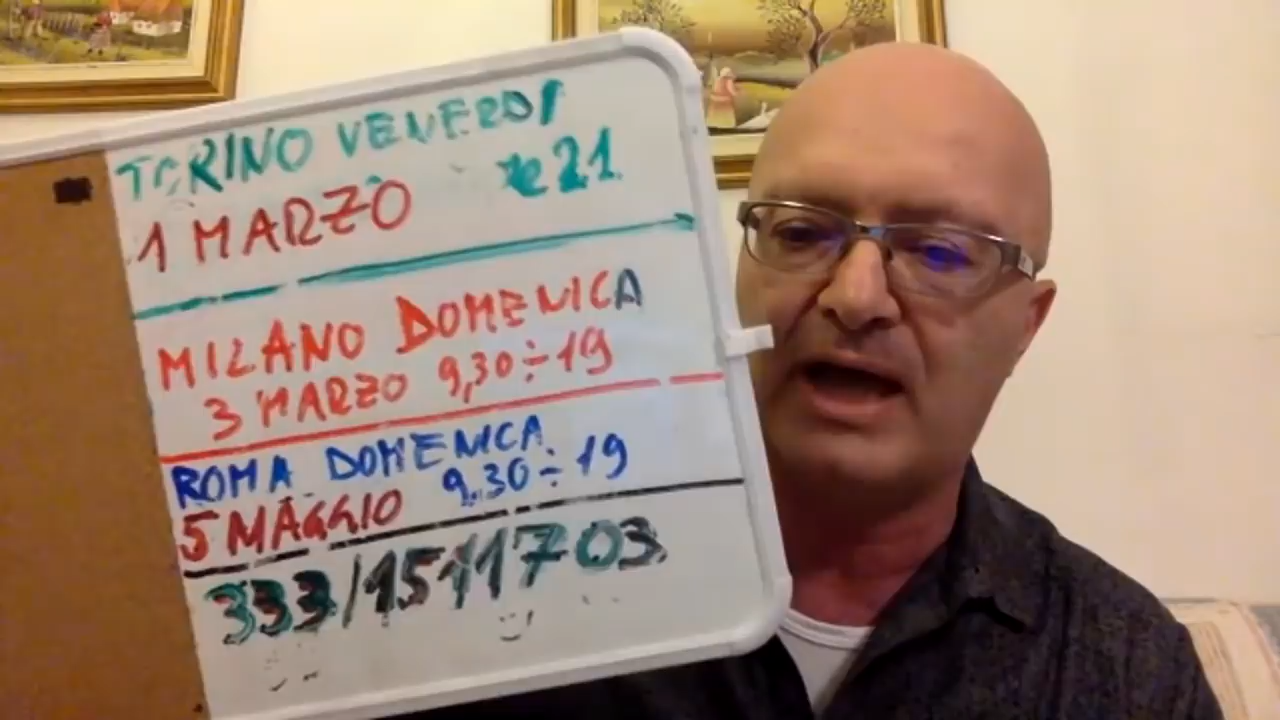 TORINO VENERDI
1 MARZO 21
MILANO DOMENICA
3 MARZO 9,30÷19
ROMA DOMENICA
5 MAGGIO 9.30÷19
333/1511703